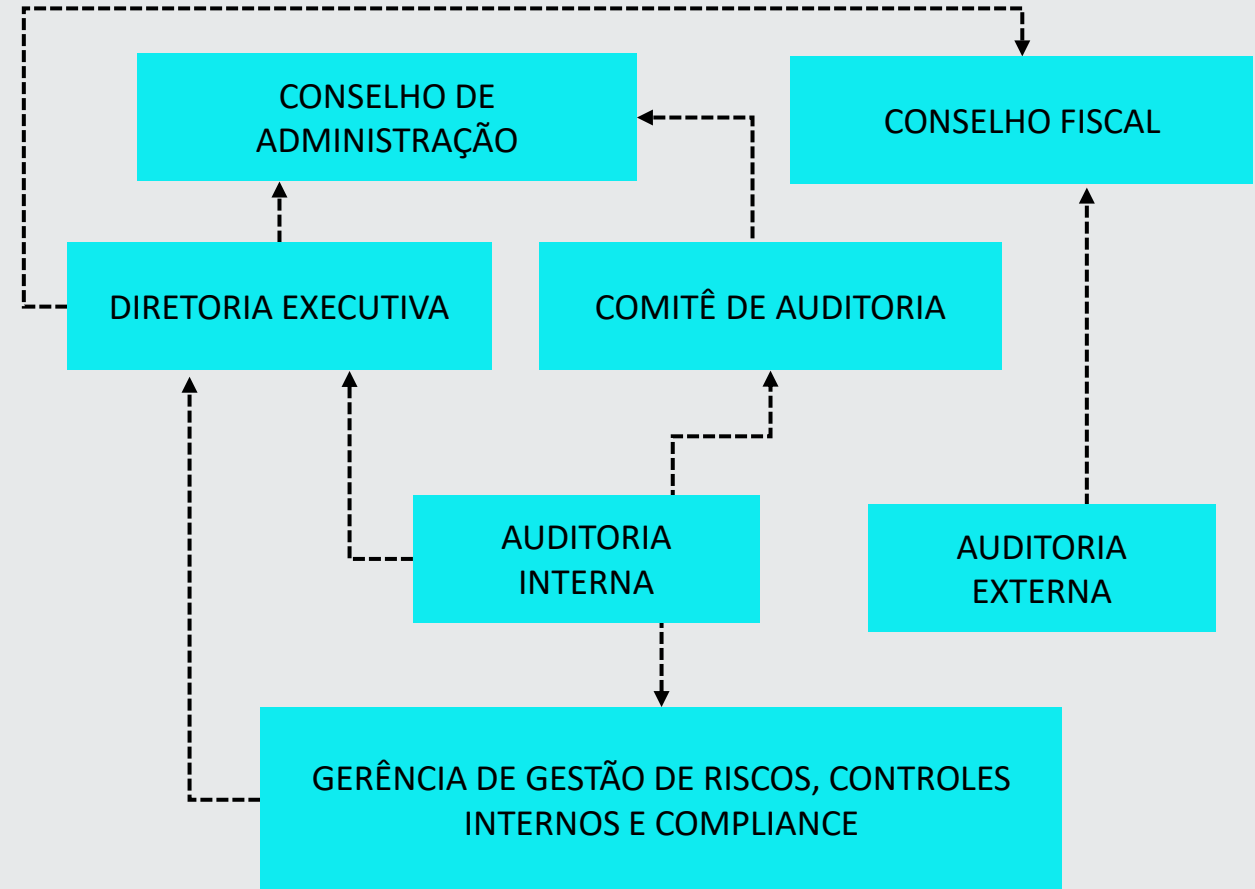 CONSELHO DE
ADMINISTRAÇÃO
CONSELHO FISCAL
DIRETORIA EXECUTIVA
COMITÊ DE AUDITORIA
AUDITORIA
INTERNA
AUDITORIA
EXTERNA
GERÊNCIA DE GESTÃO DE RISCOS, CONTROLES
INTERNOS E COMPLIANCE